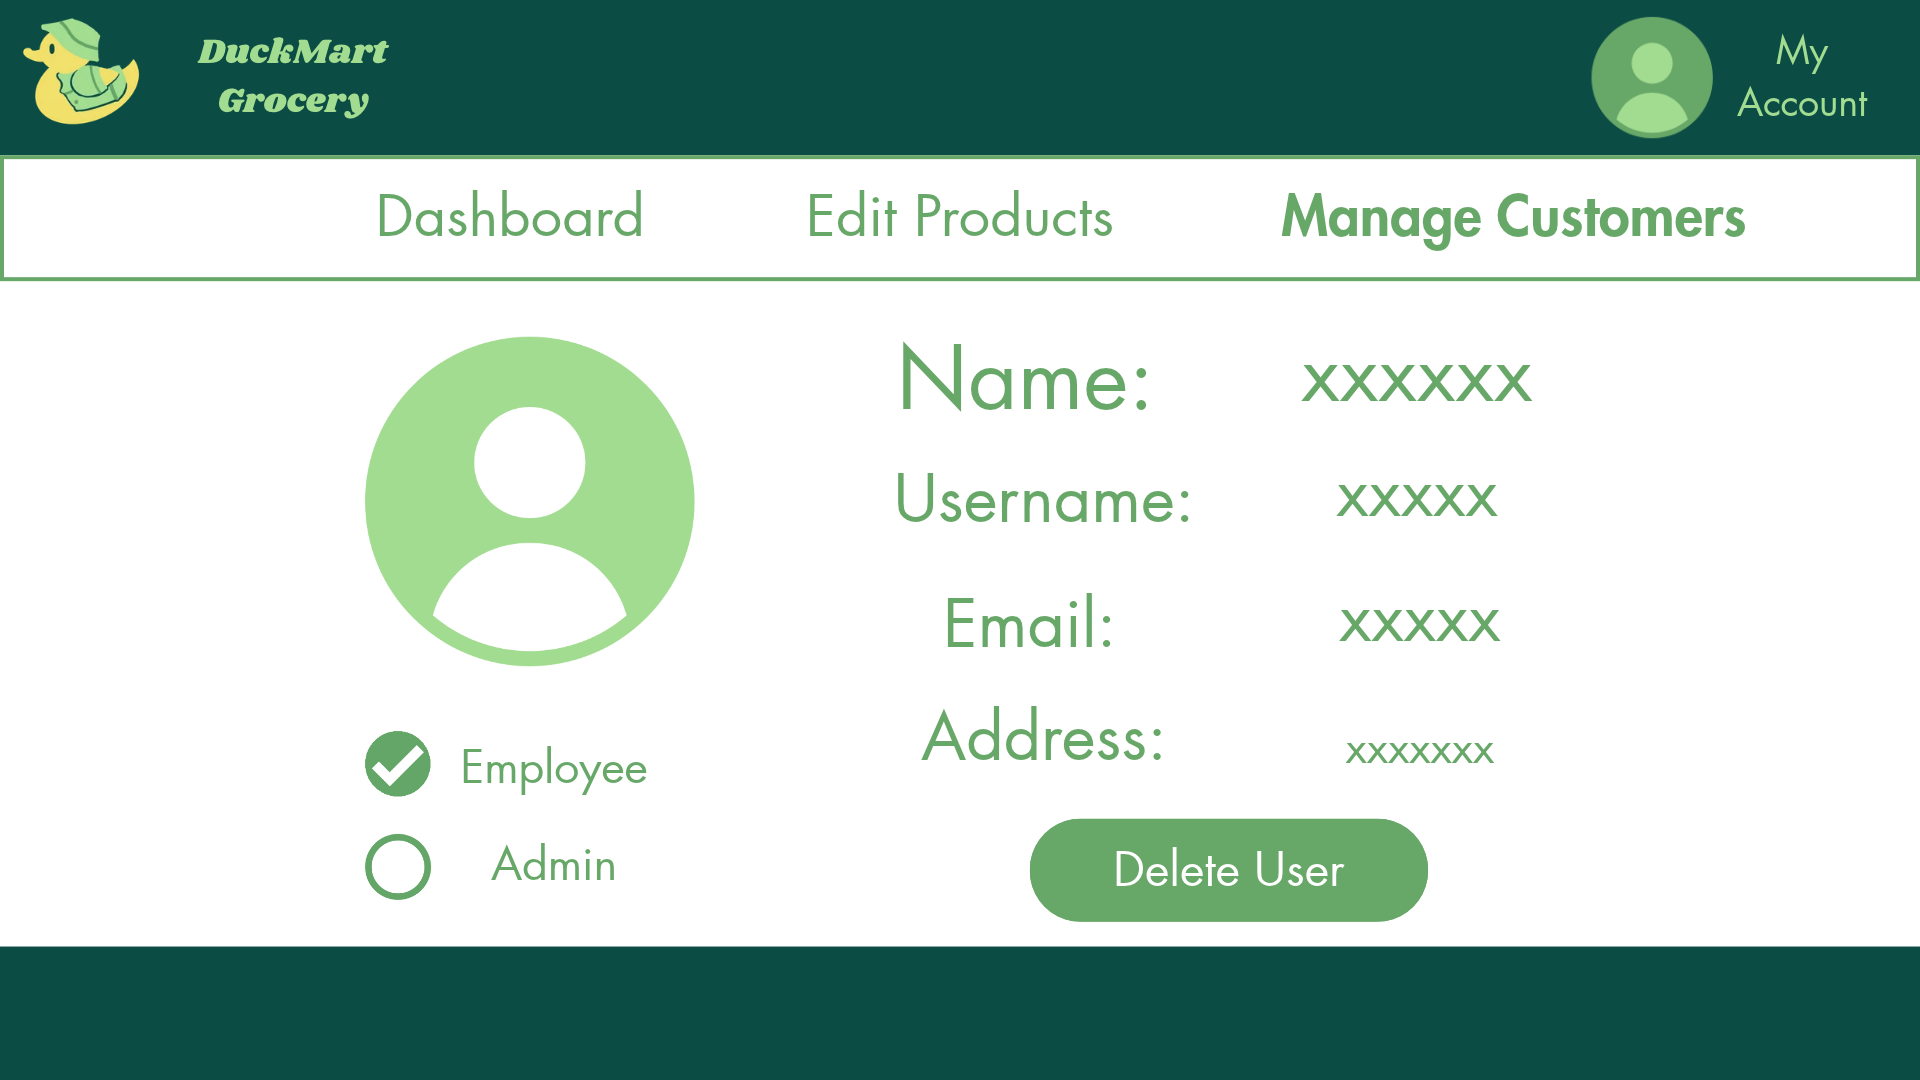 DuckMart
Grocery
My
Account
Dashboard
Edit Products
Manage Customers
Name:
xxxxxx
Username:
xxxxx
Email:
xxxxx
Address:
xxxxxxx
Employee
Admin
Delete User